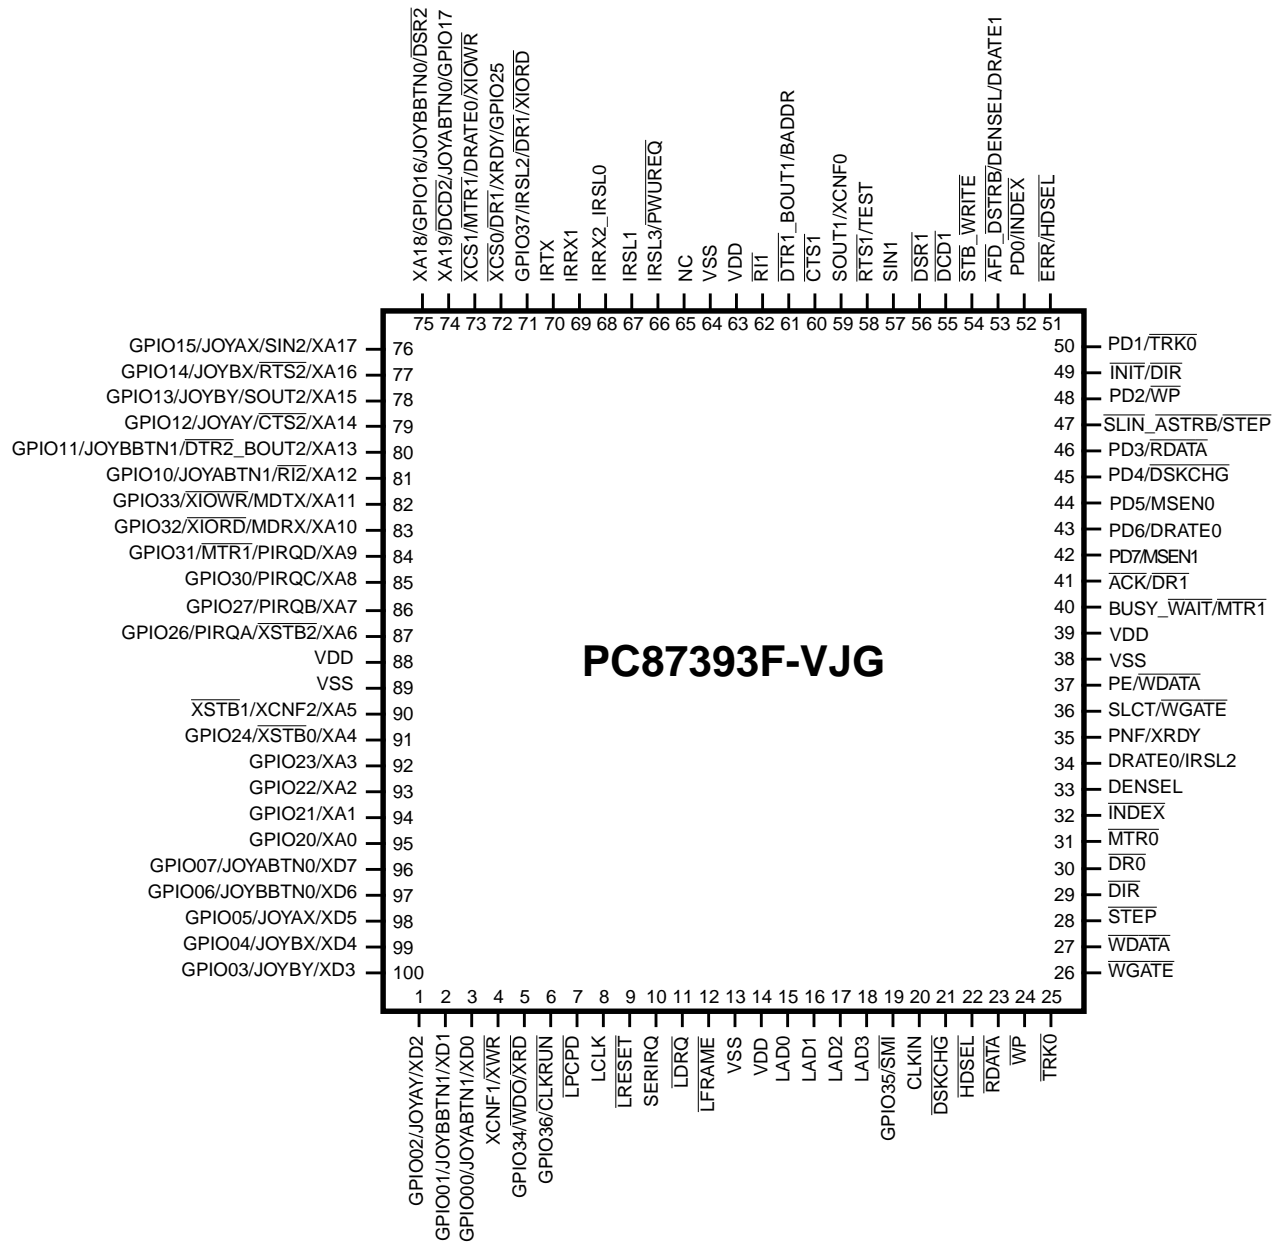 XA18/GPIO16/JOYBBTN0/DSR2
XA19/DCD2/JOYABTN0/GPIO17
XCS1/MTR1/DRATE0/XIOWR
XCS0/DR1/XRDY/GPIO25
GPIO37/IRSL2/DR1/XIORD
IRTX
IRRX1
IRRX2_IRSL0
IRSL1
IRSL3/PWUREQ
NC
VSS
VDD
RI1
DTR1_BOUT1/BADDR
CTS1
SOUT1/XCNF0
RTS1/TEST
SIN1
DSR1
DCD1
STB_WRITE
AFD_DSTRB/DENSEL/DRATE1
PD0/INDEX
ERR/HDSEL
75 74 73 72 71 70 69 68 67 66 65 64 63 62 61 60 59 58 57 56 55 54 53 52 51
GPIO15/JOYAX/SIN2/XA17 76
GPIO14/JOYBX/RTS2/XA16 77
GPIO13/JOYBY/SOUT2/XA15 78
GPIO12/JOYAY/CTS2/XA14 79
GPIO11/JOYBBTN1/DTR2_BOUT2/XA13 80
GPIO10/JOYABTN1/RI2/XA12 81
GPIO33/XIOWR/MDTX/XA11 82
GPIO32/XIORD/MDRX/XA10 83
GPIO31/MTR1/PIRQD/XA9 84
GPIO30/PIRQC/XA8 85
GPIO27/PIRQB/XA7 86
GPIO26/PIRQA/XSTB2/XA6 87
VDD 88
VSS 89
XSTB1/XCNF2/XA5 90
GPIO24/XSTB0/XA4 91
GPIO23/XA3 92
GPIO22/XA2 93
GPIO21/XA1 94
GPIO20/XA0 95
GPIO07/JOYABTN0/XD7 96
GPIO06/JOYBBTN0/XD6 97
GPIO05/JOYAX/XD5 98
GPIO04/JOYBX/XD4 99
GPIO03/JOYBY/XD3 100
PC87393F-VJG
50 PD1/TRK0
49 INIT/DIR
48 PD2/WP
47 SLIN_ASTRB/STEP
46 PD3/RDATA
45 PD4/DSKCHG
44 PD5/MSEN0
43 PD6/DRATE0
42 PD7/MSEN1
41 ACK/DR1
40 BUSY_WAIT/MTR1
39 VDD
38 VSS
37 PE/WDATA
36 SLCT/WGATE
35 PNF/XRDY
34 DRATE0/IRSL2
33 DENSEL
32 INDEX
31 MTR0
30 DR0
29 DIR
28 STEP
27 WDATA
26 WGATE
1 2 3 4 5 6 7 8 9 10 11 12 13 14 15 16 17 18 19 20 21 22 23 24 25
GPIO02/JOYAY/XD2
GPIO01/JOYBBTN1/XD1
GPIO00/JOYABTN1/XD0
XCNF1/XWR
GPIO34/WDO/XRD
GPIO36/CLKRUN
LPCPD
LCLK
LRESET
SERIRQ
LDRQ
LFRAME
VSS
VDD
LAD0
LAD1
LAD2
LAD3
GPIO35/SMI
CLKIN
DSKCHG
HDSEL
RDATA
WP
TRK0